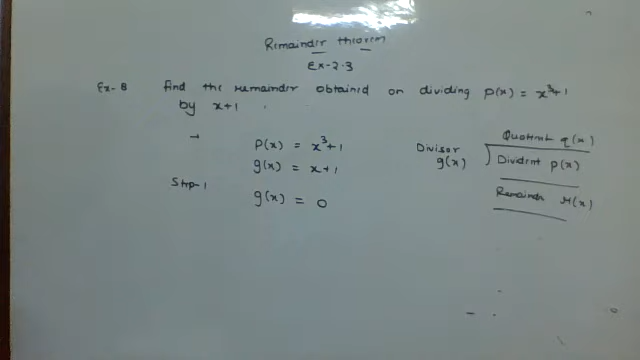 Remainder theorem
Ex-2.3
Ex-8 Find the remainder obtained on dividing p(x) = x³+1
by x+1.
→ P(x) = x³+1
g(x) = x+1
Step-1
g(x) = 0
Quotient q(x)
Divisor
g(x)
Divident p(x)
Remainder r(x)